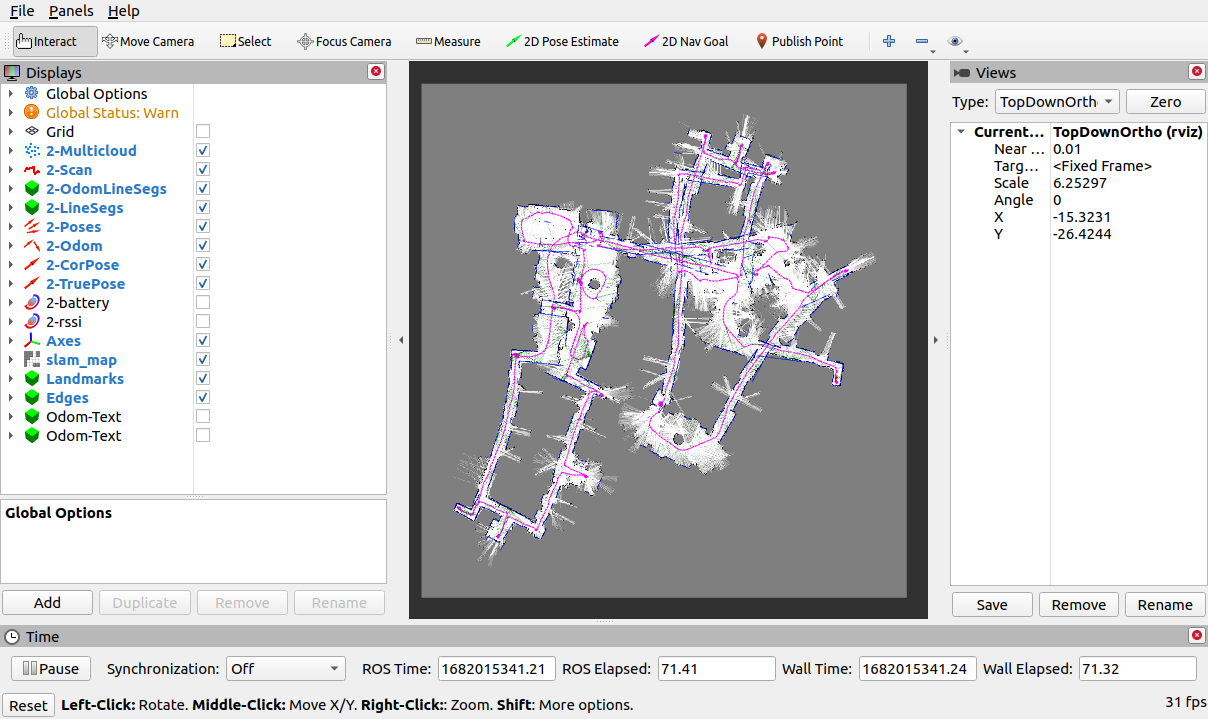 File Panels Help
Interact Move Camera Select Focus Camera Measure 2D Pose Estimate 2D Nav Goal Publish Point
Displays
Global Options
Global Status: Warn
Grid
2-Multicloud
2-Scan
2-OdomLineSegs
2-LineSegs
2-Poses
2-Odom
2-CorPose
2-TruePose
2-battery
2-rssi
Axes
slam_map
Landmarks
Edges
Odom-Text
Odom-Text
Global Options
Add Duplicate Remove Rename
Views
Type: TopDownOrtho Zero
Current... TopDownOrtho (rviz)
Near ... 0.01
Targ... <Fixed Frame>
Scale 6.25297
Angle 0
X -15.3231
Y -26.4244
Save Remove Rename
Time
Pause Synchronization: Off ROS Time: 1682015341.21 ROS Elapsed: 71.41 Wall Time: 1682015341.24 Wall Elapsed: 71.32
Reset Left-Click: Rotate. Middle-Click: Move X/Y. Right-Click:: Zoom. Shift: More options. 31 fps